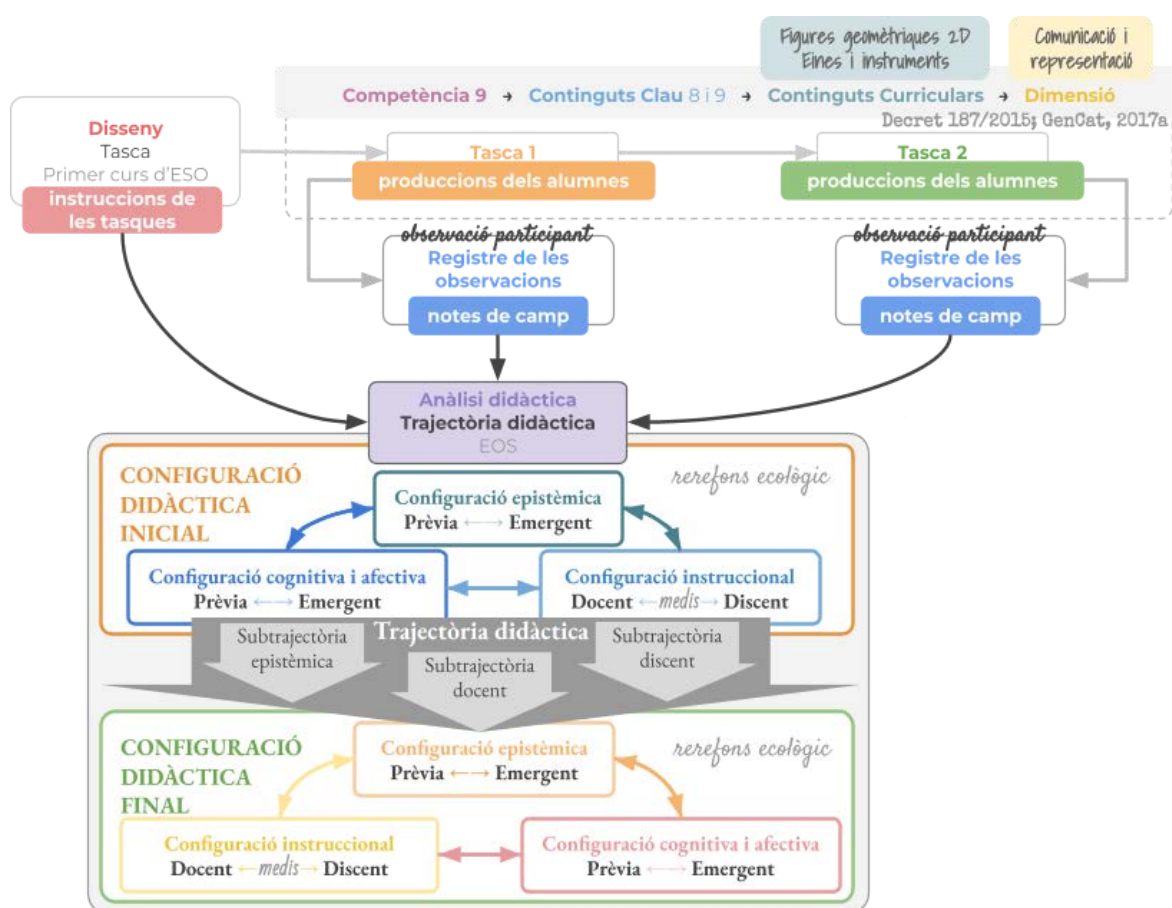 Figures geomètriques 2D
Eines i instruments
Comunicació i
representació
Competència 9 → Continguts Clau 8 i 9 → Continguts Curriculars → Dimensió
Decret 187/2015; GenCat, 2017a
Disseny
Tasca
Primer curs d'ESO
instruccions de
les tasques
Tasca 1
produccions dels alumnes
Tasca 2
produccions dels alumnes
observació participant
Registre de les
observacions
notes de camp
observació participant
Registre de les
observacions
notes de camp
Anàlisi didàctica
Trajectòria didàctica
EOS
CONFIGURACIÓ
DIDÀCTICA
INICIAL
rerefons ecològic
Configuració epistèmica
Prèvia ←→ Emergent
Configuració cognitiva i afectiva
Prèvia ←→ Emergent
Configuració instruccional
Docent ←medis→ Discent
Trajectòria didàctica
Subtrajectòria
epistèmica
Subtrajectòria
docent
Subtrajectòria
discent
CONFIGURACIÓ
DIDÀCTICA
FINAL
rerefons ecològic
Configuració epistèmica
Prèvia ←→ Emergent
Configuració instruccional
Docent ←medis→ Discent
Configuració cognitiva i afectiva
Prèvia ←→ Emergent